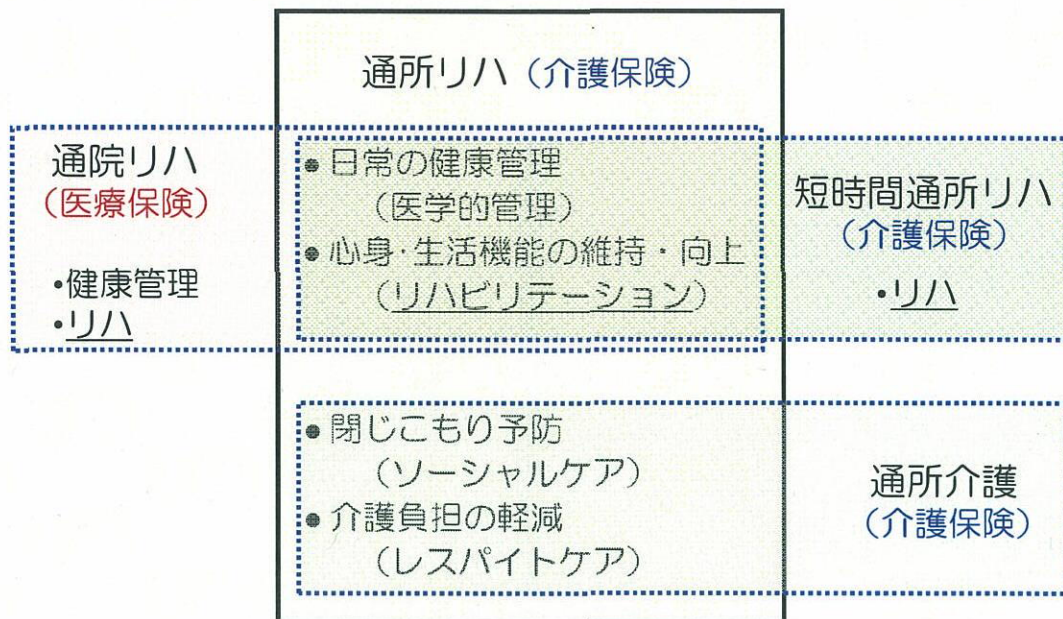 通所リハ（介護保険）
通院リハ
（医療保険）
•健康管理
•リハ
● 日常の健康管理
（医学的管理）
● 心身・生活機能の維持・向上
（リハビリテーション）
短時間通所リハ
（介護保険）
•リハ
● 閉じこもり予防
（ソーシャルケア）
● 介護負担の軽減
（レスパイトケア）
通所介護
（介護保険）